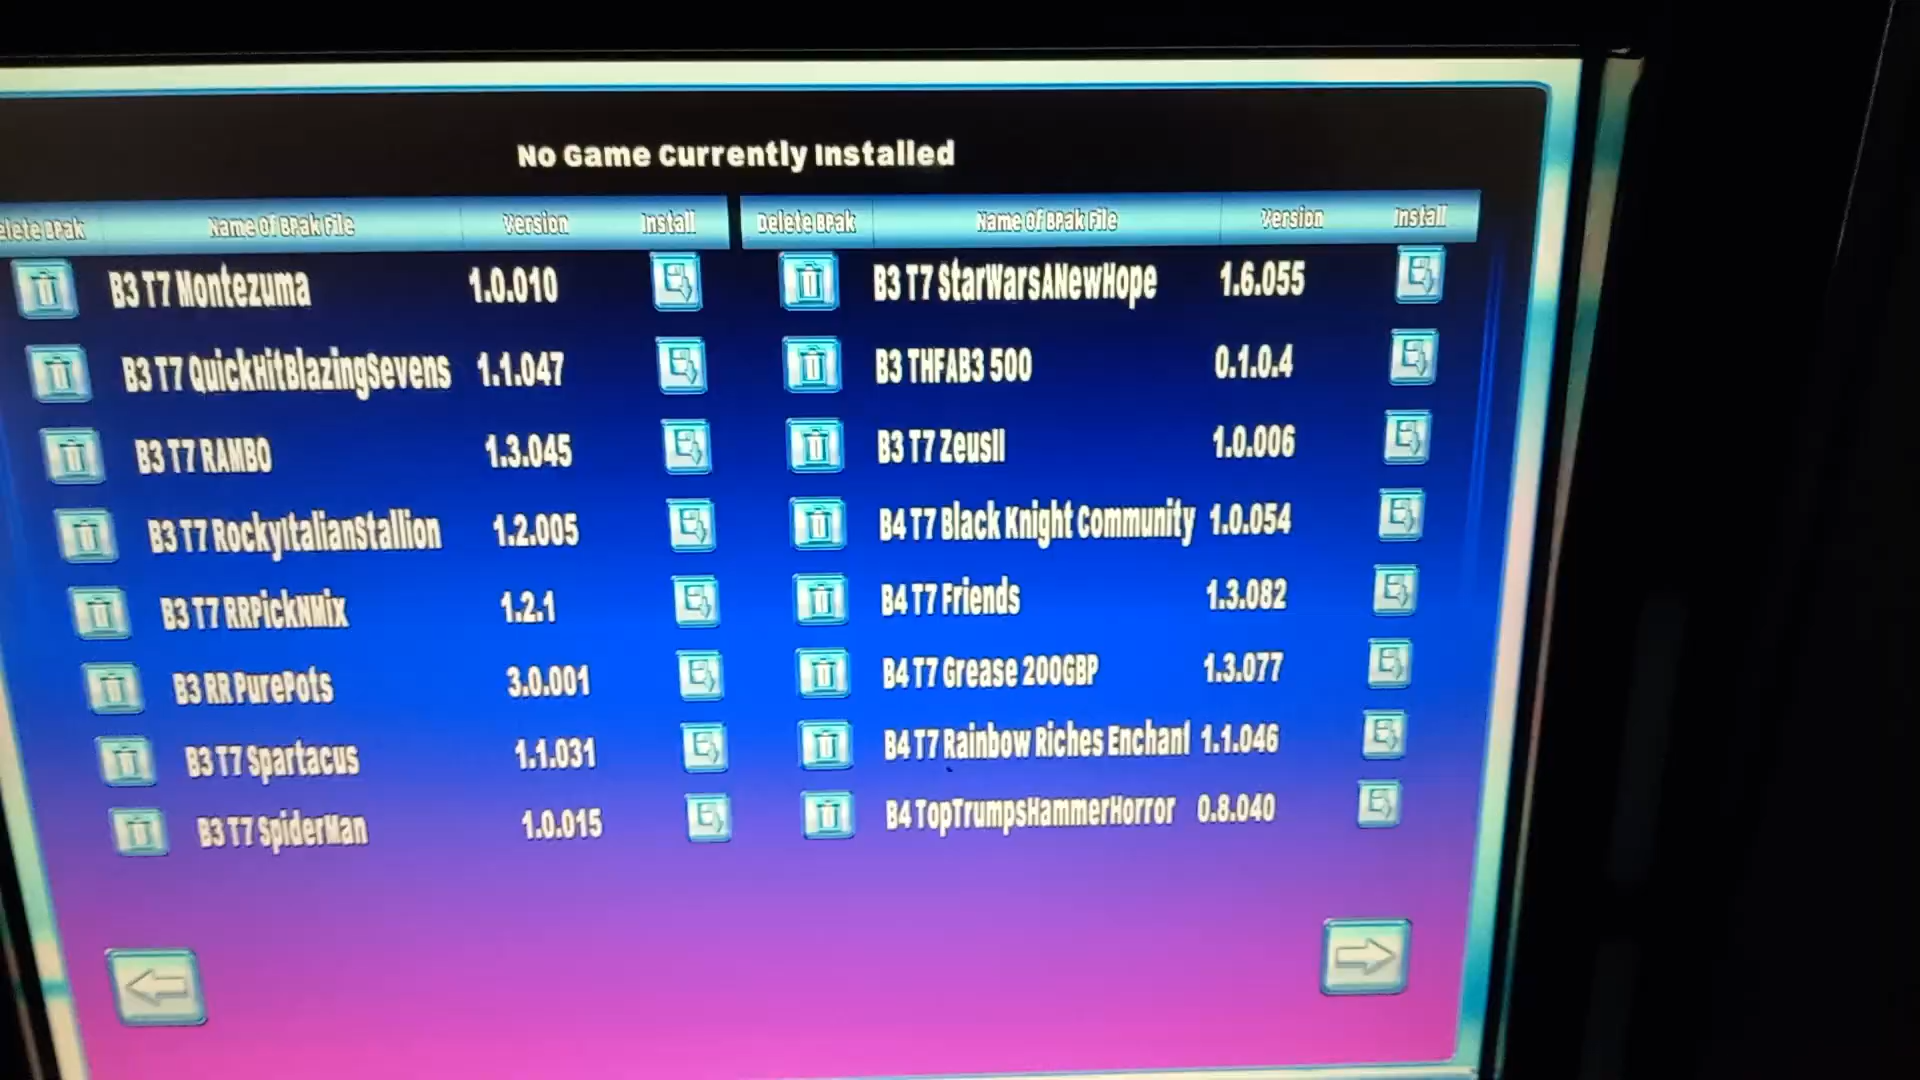 No Game Currently Installed
elete BPak Name Of BPak File Version Install Delete BPak Name Of BPak File Version Install
B3 T7 Montezuma 1.0.010
B3 T7 QuickHitBlazingSevens 1.1.047
B3 T7 RAMBO 1.3.045
B3 T7 RockyItalianStallion 1.2.005
B3 T7 RRPickNMix 1.2.1
B3 RR PurePots 3.0.001
B3 T7 Spartacus 1.1.031
B3 T7 SpiderMan 1.0.015
B3 T7 StarWarsANewHope 1.6.055
B3 THFAB3 500 0.1.0.4
B3 T7 ZeusII 1.0.006
B4 T7 Black Knight Community 1.0.054
B4 T7 Friends 1.3.082
B4 T7 Grease 200GBP 1.3.077
B4 T7 Rainbow Riches Enchant 1.1.046
B4 TopTrumpsHammerHorror 0.8.040